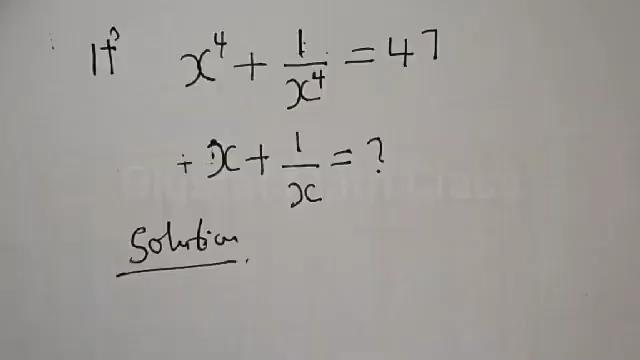 If x⁴ + 1/x⁴ = 47
+ x + 1/x = ?
Solution